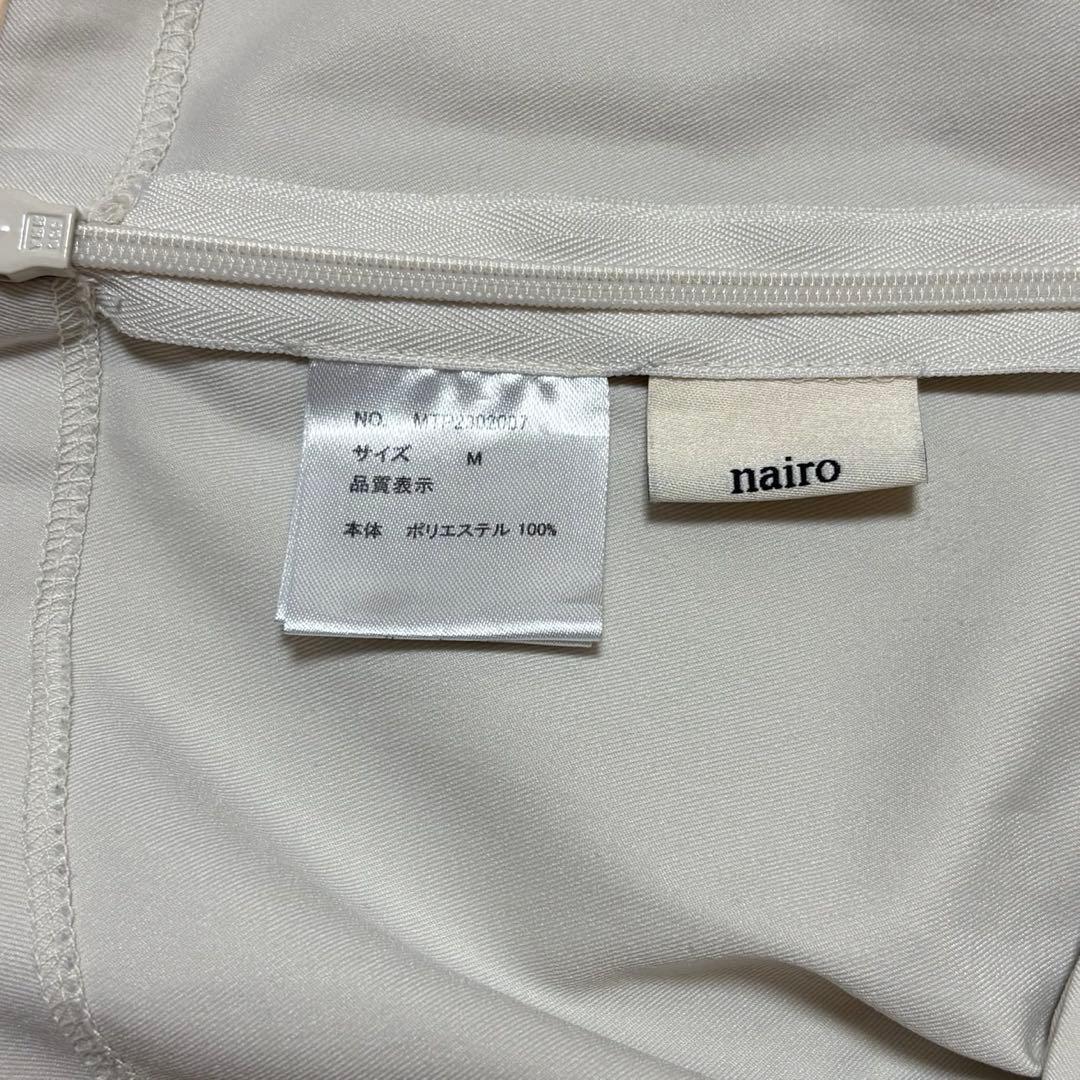 NO. MTP2302007
サイズ M
品質表示
本体 ポリエステル 100%
nairo